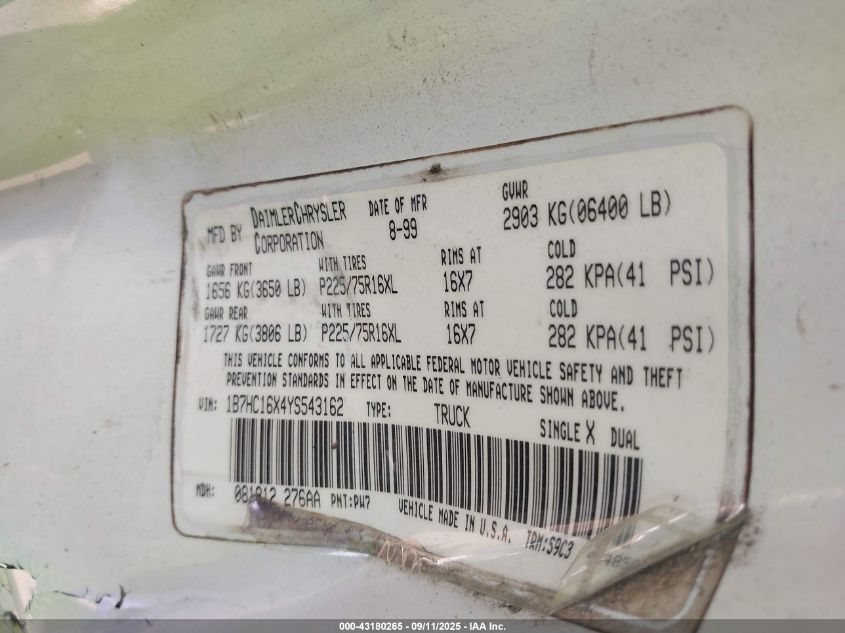 MFD BY DAIMLERCHRYSLER CORPORATION DATE OF MFR 8-99 GVWR 2903 KG(06400 LB)
GAWR FRONT WITH TIRES RIMS AT COLD
1656 KG(3650 LB) P225/75R16XL 16X7 282 KPA(41 PSI)
GAWR REAR WITH TIRES RIMS AT COLD
1727 KG(3806 LB) P225/75R16XL 16X7 282 KPA(41 PSI)
THIS VEHICLE CONFORMS TO ALL APPLICABLE FEDERAL MOTOR VEHICLE SAFETY AND THEFT
PREVENTION STANDARDS IN EFFECT ON THE DATE OF MANUFACTURE SHOWN ABOVE.
VIN: 1B7HC16X4YS543162 TYPE: TRUCK SINGLE X DUAL
MDH: 276AA PNT:PW7 VEHICLE MADE IN U.S.A. TRM:S9C3
000-43180265 - 09/11/2025 - IAA Inc.